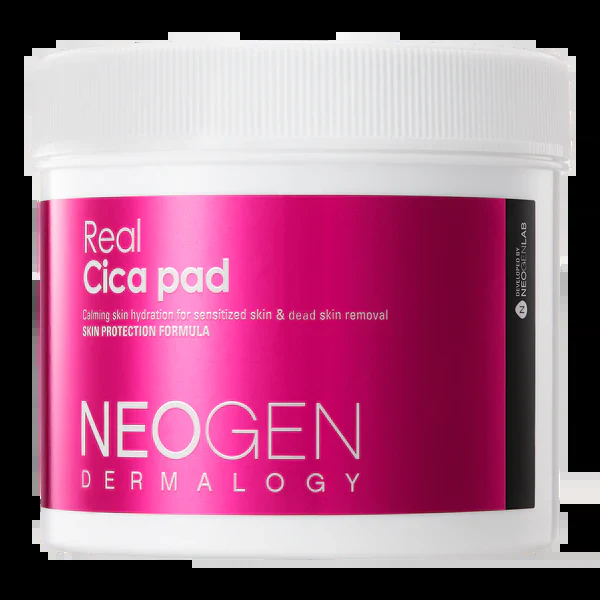 Real
Cica pad
Calming skin hydration for sensitized skin & dead skin removal
SKIN PROTECTION FORMULA
NEOGEN
DERMALOGY
DEVELOPED BY
NEOGENLAB
N